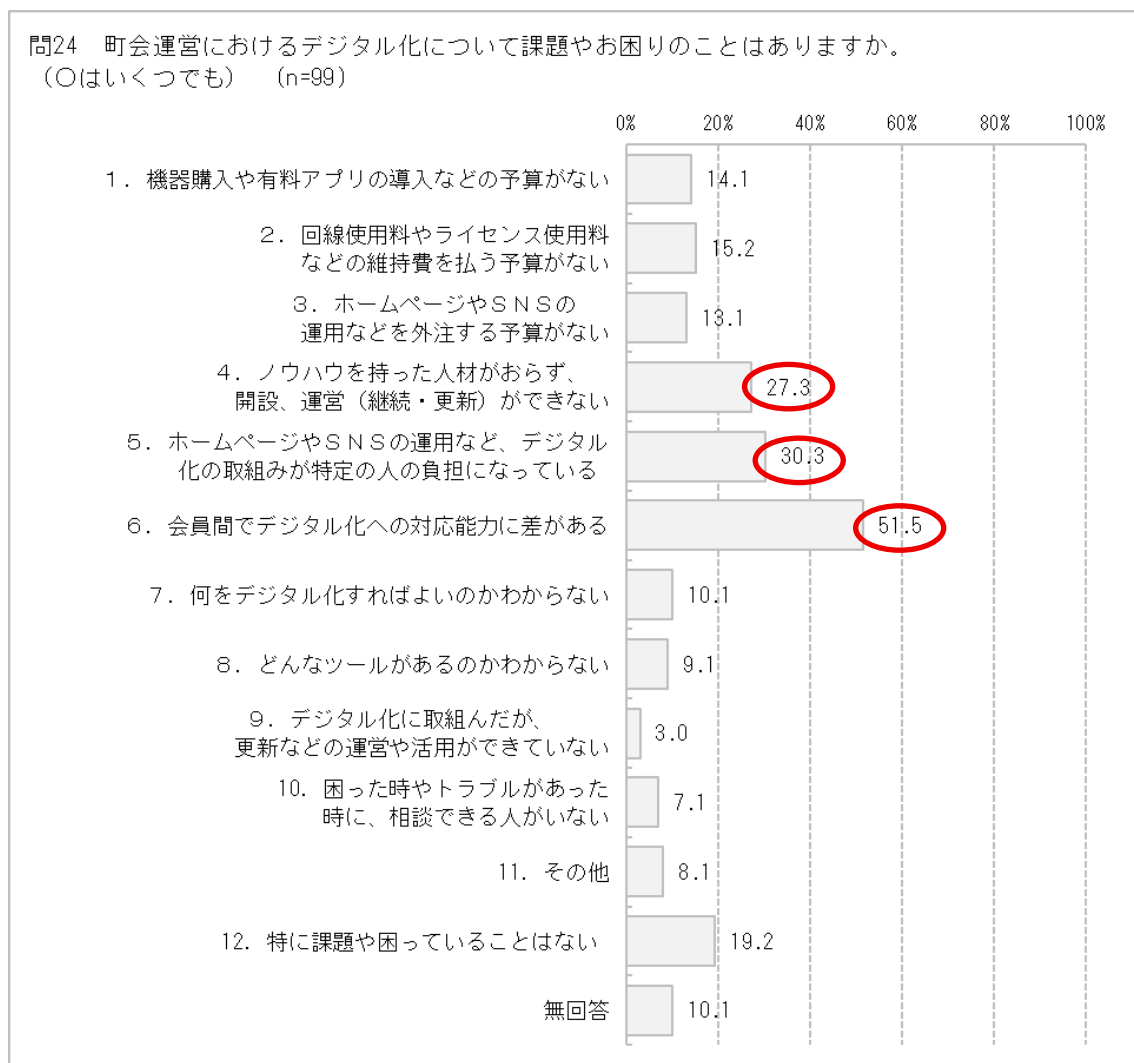 問24　町会運営におけるデジタル化について課題やお困りのことはありますか。
（〇はいくつでも）　（n=99）
0%　20%　40%　60%　80%　100%
１．機器購入や有料アプリの導入などの予算がない　14.1
２．回線使用料やライセンス使用料
などの維持費を払う予算がない　15.2
３．ホームページやＳＮＳの
運用などを外注する予算がない　13.1
４．ノウハウを持った人材がおらず、
開設、運営（継続・更新）ができない　27.3
５．ホームページやＳＮＳの運用など、デジタル
化の取組みが特定の人の負担になっている　30.3
６．会員間でデジタル化への対応能力に差がある　51.5
７．何をデジタル化すればよいのかわからない　10.1
８．どんなツールがあるのかわからない　9.1
９．デジタル化に取組んだが、
更新などの運営や活用ができていない　3.0
10．困った時やトラブルがあった
時に、相談できる人がいない　7.1
11．その他　8.1
12．特に課題や困っていることはない　19.2
無回答　10.1